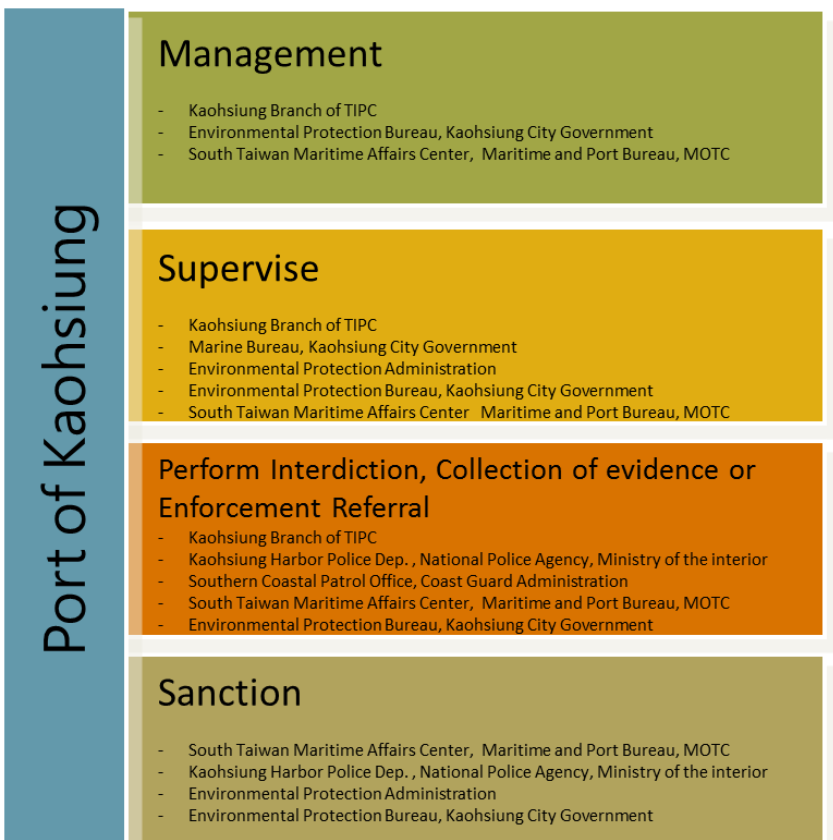 Port of Kaohsiung
Management
- Kaohsiung Branch of TIPC
- Environmental Protection Bureau, Kaohsiung City Government
- South Taiwan Maritime Affairs Center, Maritime and Port Bureau, MOTC
Supervise
- Kaohsiung Branch of TIPC
- Marine Bureau, Kaohsiung City Government
- Environmental Protection Administration
- Environmental Protection Bureau, Kaohsiung City Government
- South Taiwan Maritime Affairs Center Maritime and Port Bureau, MOTC
Perform Interdiction, Collection of evidence or
Enforcement Referral
- Kaohsiung Branch of TIPC
- Kaohsiung Harbor Police Dep. , National Police Agency, Ministry of the interior
- Southern Coastal Patrol Office, Coast Guard Administration
- South Taiwan Maritime Affairs Center, Maritime and Port Bureau, MOTC
- Environmental Protection Bureau, Kaohsiung City Government
Sanction
- South Taiwan Maritime Affairs Center, Maritime and Port Bureau, MOTC
- Kaohsiung Harbor Police Dep. , National Police Agency, Ministry of the interior
- Environmental Protection Administration
- Environmental Protection Bureau, Kaohsiung City Government